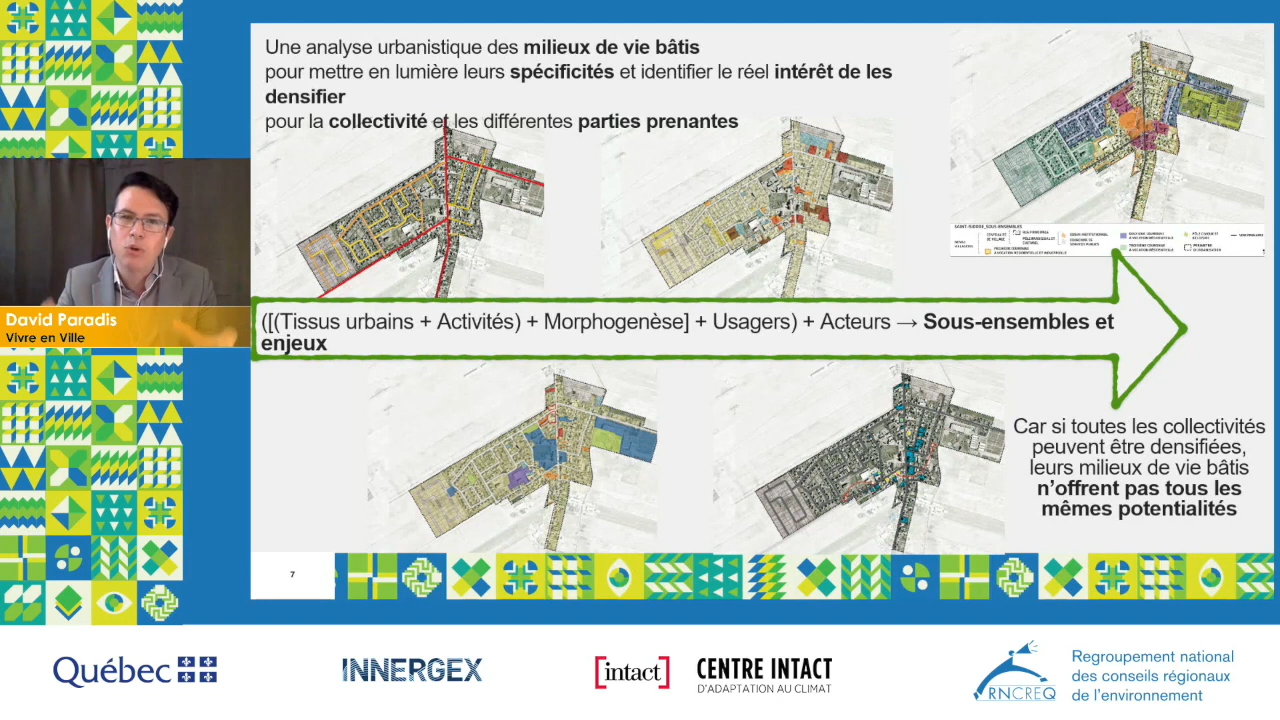 Une analyse urbanistique des milieux de vie bâtis
pour mettre en lumière leurs spécificités et identifier le réel intérêt de les
densifier
pour la collectivité et les différentes parties prenantes
David Paradis
Vivre en Ville
([(Tissus urbains + Activités) + Morphogenèse] + Usagers) + Acteurs → Sous-ensembles et
enjeux
Car si toutes les collectivités
peuvent être densifiées,
leurs milieux de vie bâtis
n'offrent pas tous les
mêmes potentialités
7
Québec
INNERGEX
[intact]
CENTRE INTACT
D'ADAPTATION AU CLIMAT
RNCREQ
Regroupement national
des conseils régionaux
de l'environnement